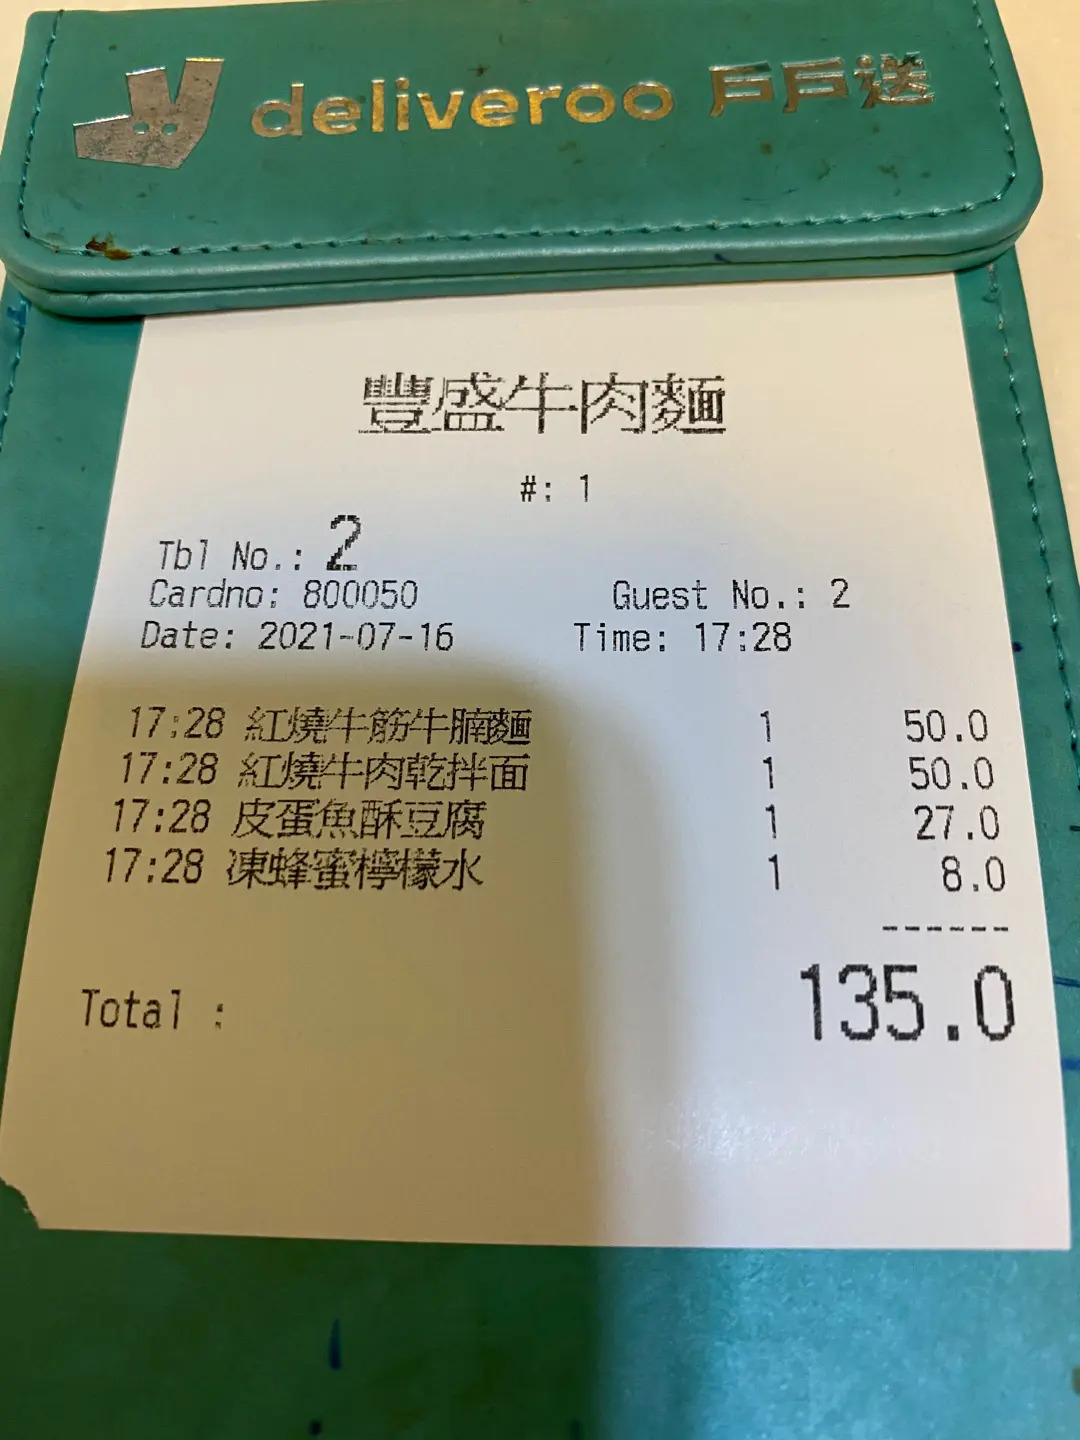 deliveroo 戶戶送
豐盛牛肉麵
#: 1
Tbl No.: 2
Cardno: 800050 Guest No.: 2
Date: 2021-07-16 Time: 17:28
17:28 紅燒牛筋牛腩麵 1 50.0
17:28 紅燒牛肉乾拌面 1 50.0
17:28 皮蛋魚酥豆腐 1 27.0
17:28 凍蜂蜜檸檬水 1 8.0
------
Total : 135.0